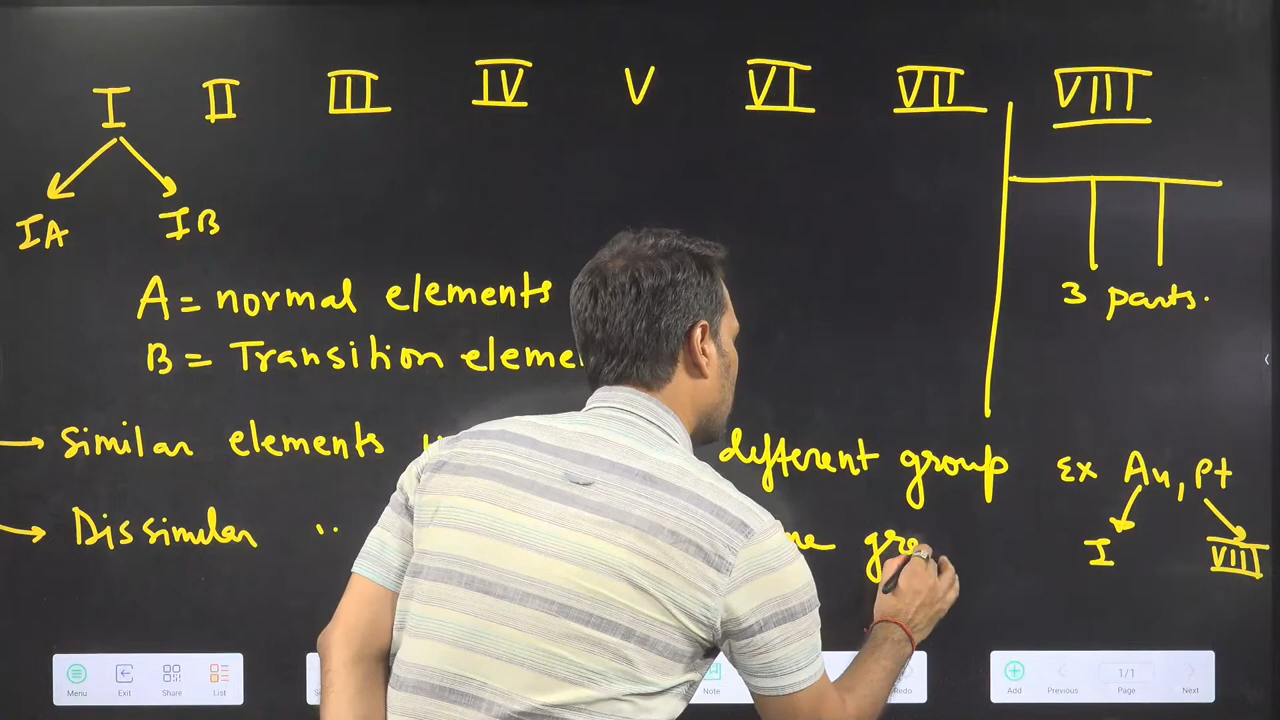 I II III IV V VI VII VIII
IA IB
A = normal elements
3 parts.
B = Transition eleme
→ Similar elements different group Ex Au, Pt
→ Dissimilar " gro I VIII
Menu Exit Share List Note Redo Add Previous 1/1 Page Next